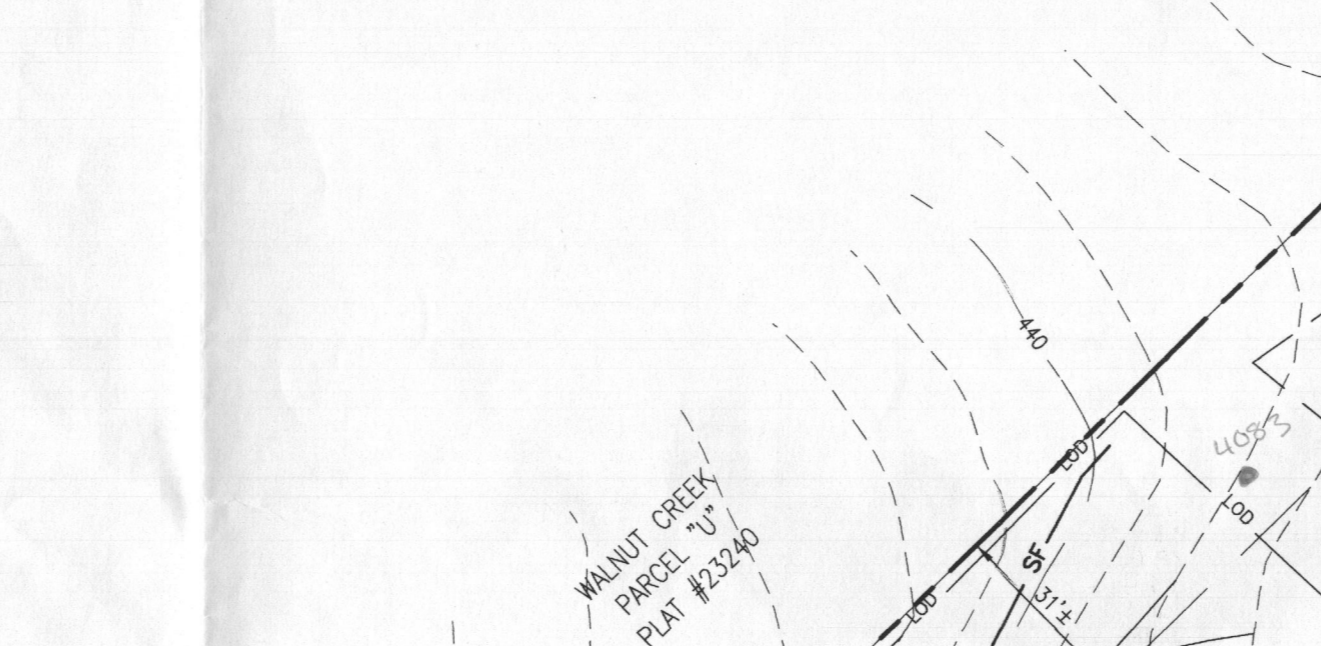 440
4083
LOD
WALNUT CREEK
PARCEL "U"
PLAT #23240
LOD
SF
31'±
LOD